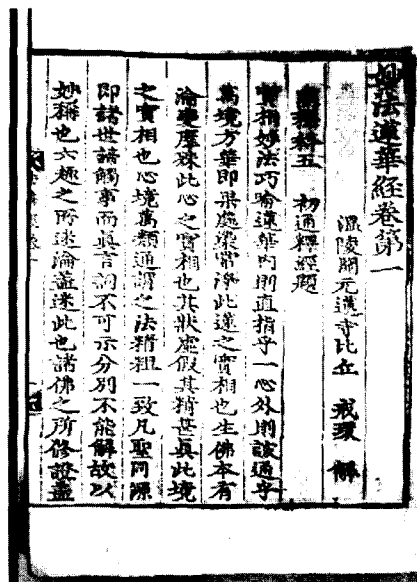 妙法蓮華経卷第一
溫陵開元蓮寺比丘 戒環 解
科五 初通釋經題
實相妙法巧喻蓮華內則直指乎一心外則該通乎
萬境方華即果處染常淨此蓮之實相也生佛本有
淪變靡殊此心之實相也其狀虛假其精甚真此境
之實相也心境萬類通謂之法精粗一致凡聖同源
即諸世諦觸事而真言詞不可示分別不能解故以
妙稱也六趣之所迷淪蓋迷此也諸佛之所修證蓋